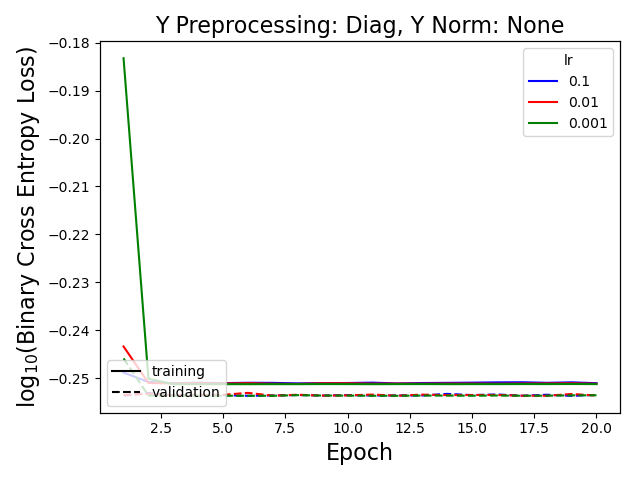 Y Preprocessing: Diag, Y Norm: None
log10(Binary Cross Entropy Loss)
−0.18
−0.19
−0.20
−0.21
−0.22
−0.23
−0.24
−0.25
lr
0.1
0.01
0.001
training
validation
2.5 5.0 7.5 10.0 12.5 15.0 17.5 20.0
Epoch